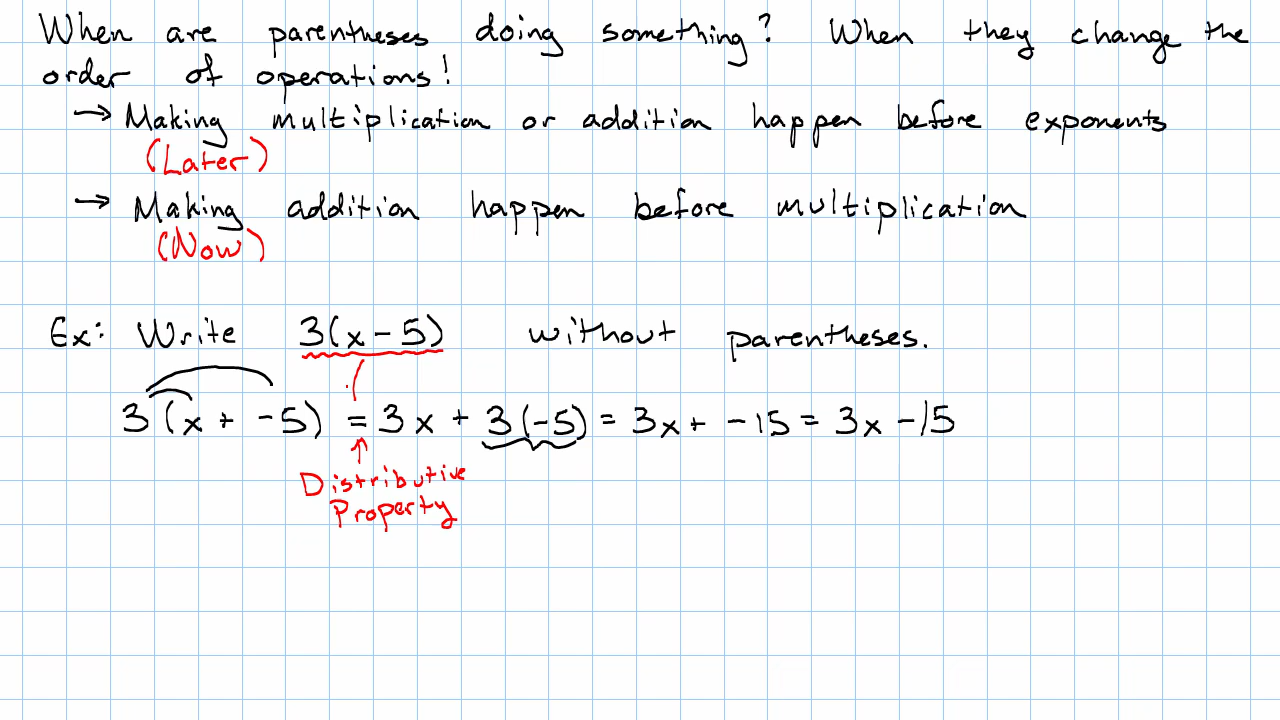 When are parentheses doing something? When they change the
order of operations!
→ Making multiplication or addition happen before exponents
(Later)
→ Making addition happen before multiplication
(Now)
Ex: Write 3(x-5) without parentheses.
3(x + -5) = 3x + 3(-5) = 3x + -15 = 3x -15
↑
Distributive
Property